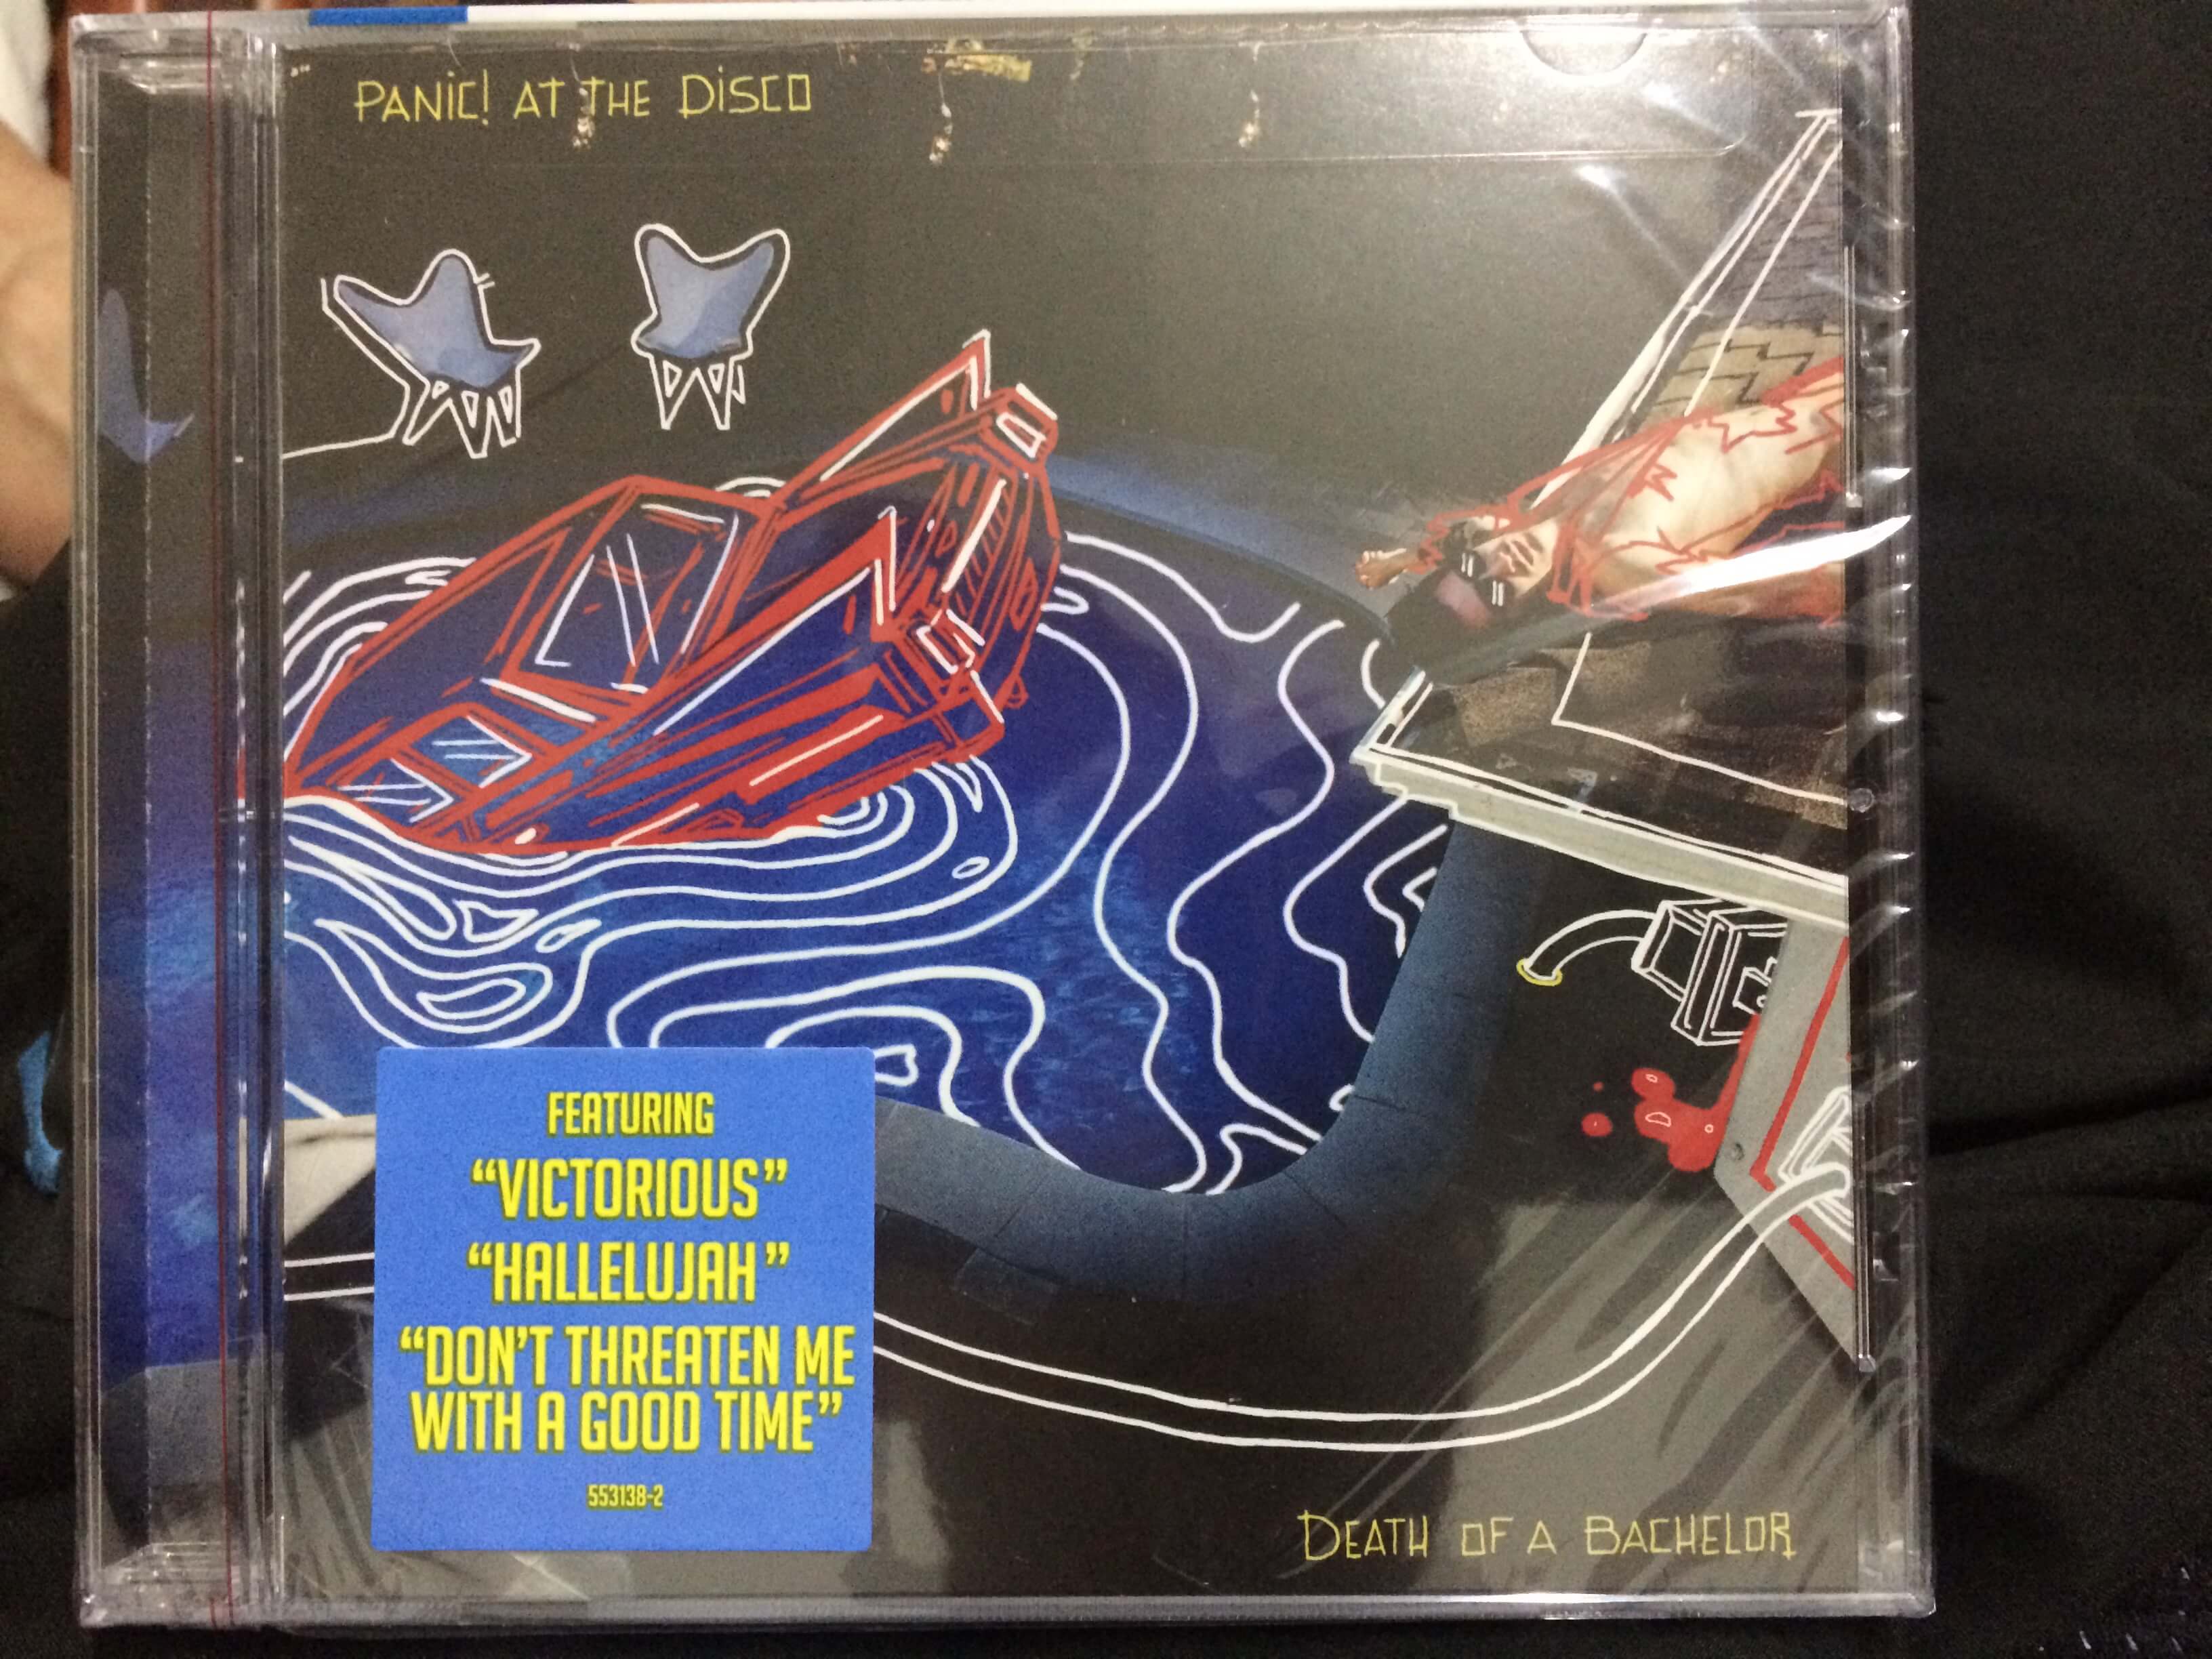 PANIC! AT THE DISCO
FEATURING
“VICTORIOUS”
“HALLELUJAH”
“DON'T THREATEN ME
WITH A GOOD TIME”
553138-2
DEATH OF A BACHELOR